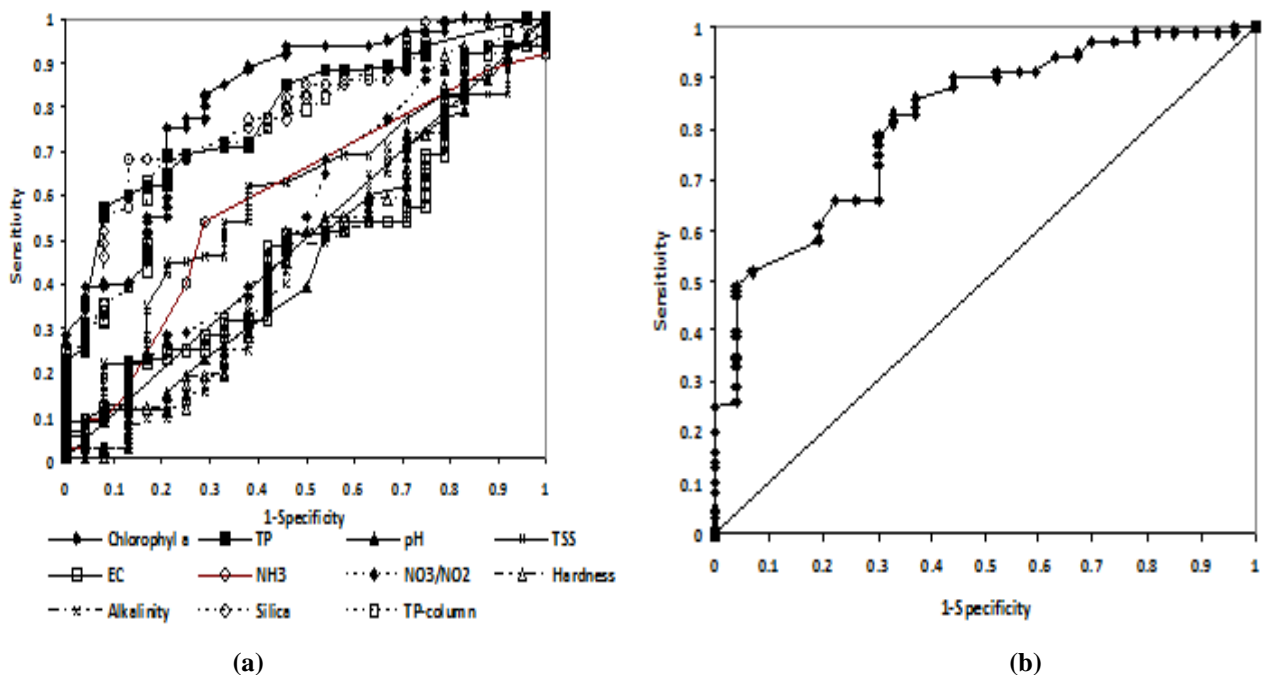 1
0.9
0.8
0.7
0.6
0.5
0.4
0.3
0.2
0.1
0
Sensitivity
0 0.1 0.2 0.3 0.4 0.5 0.6 0.7 0.8 0.9 1
1-Specificity
Chlorophyl a TP pH TSS
EC NH3 NO3/NO2 Hardness
Alkalinity Silica TP-column
(a)
1
0.9
0.8
0.7
0.6
0.5
0.4
0.3
0.2
0.1
0
Sensitivity
0 0.1 0.2 0.3 0.4 0.5 0.6 0.7 0.8 0.9 1
1-Specificity
(b)